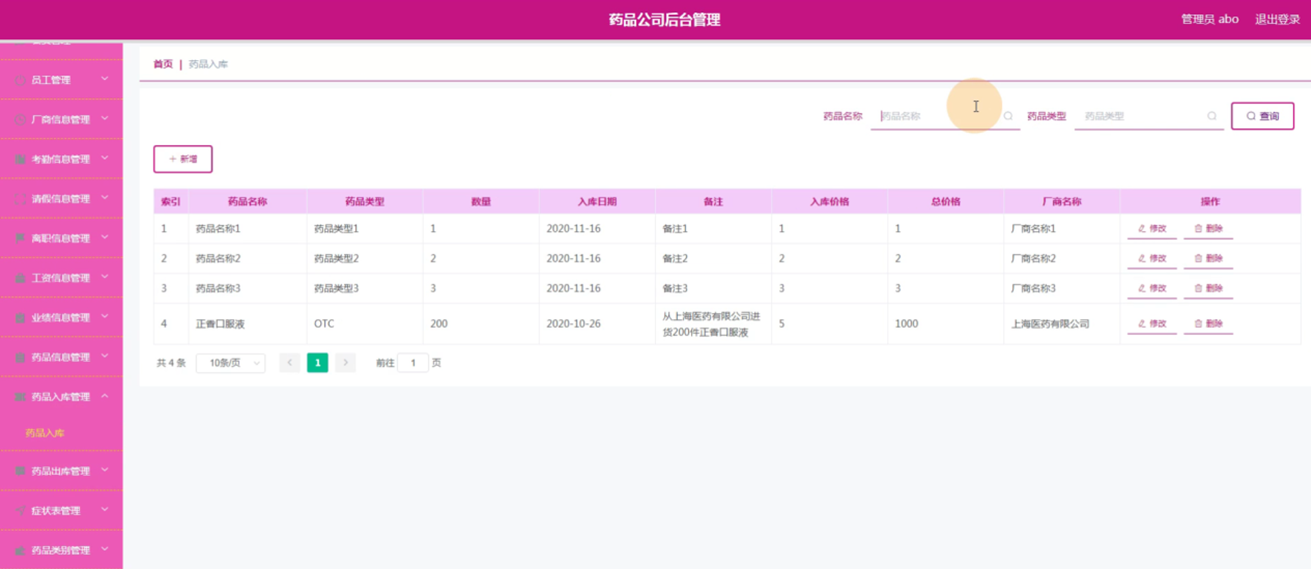 药品公司后台管理
管理员 abo 退出登录
员工管理
厂商信息管理
考勤信息管理
请假信息管理
离职信息管理
工资信息管理
业绩信息管理
药品信息管理
药品入库管理
药品入库
药品出库管理
症状表管理
药品类别管理
首页 | 药品入库
药品名称 药品名称 药品类型 药品类型 查询
+ 新增
索引 药品名称 药品类型 数量 入库日期 备注 入库价格 总价格 厂商名称 操作
1 药品名称1 药品类型1 1 2020-11-16 备注1 1 1 厂商名称1 修改 删除
2 药品名称2 药品类型2 2 2020-11-16 备注2 2 2 厂商名称2 修改 删除
3 药品名称3 药品类型3 3 2020-11-16 备注3 3 3 厂商名称3 修改 删除
4 正香口服液 OTC 200 2020-10-26 从上海医药有限公司进
货200件正香口服液 5 1000 上海医药有限公司 修改 删除
共 4 条 10条/页 < 1 > 前往 1 页